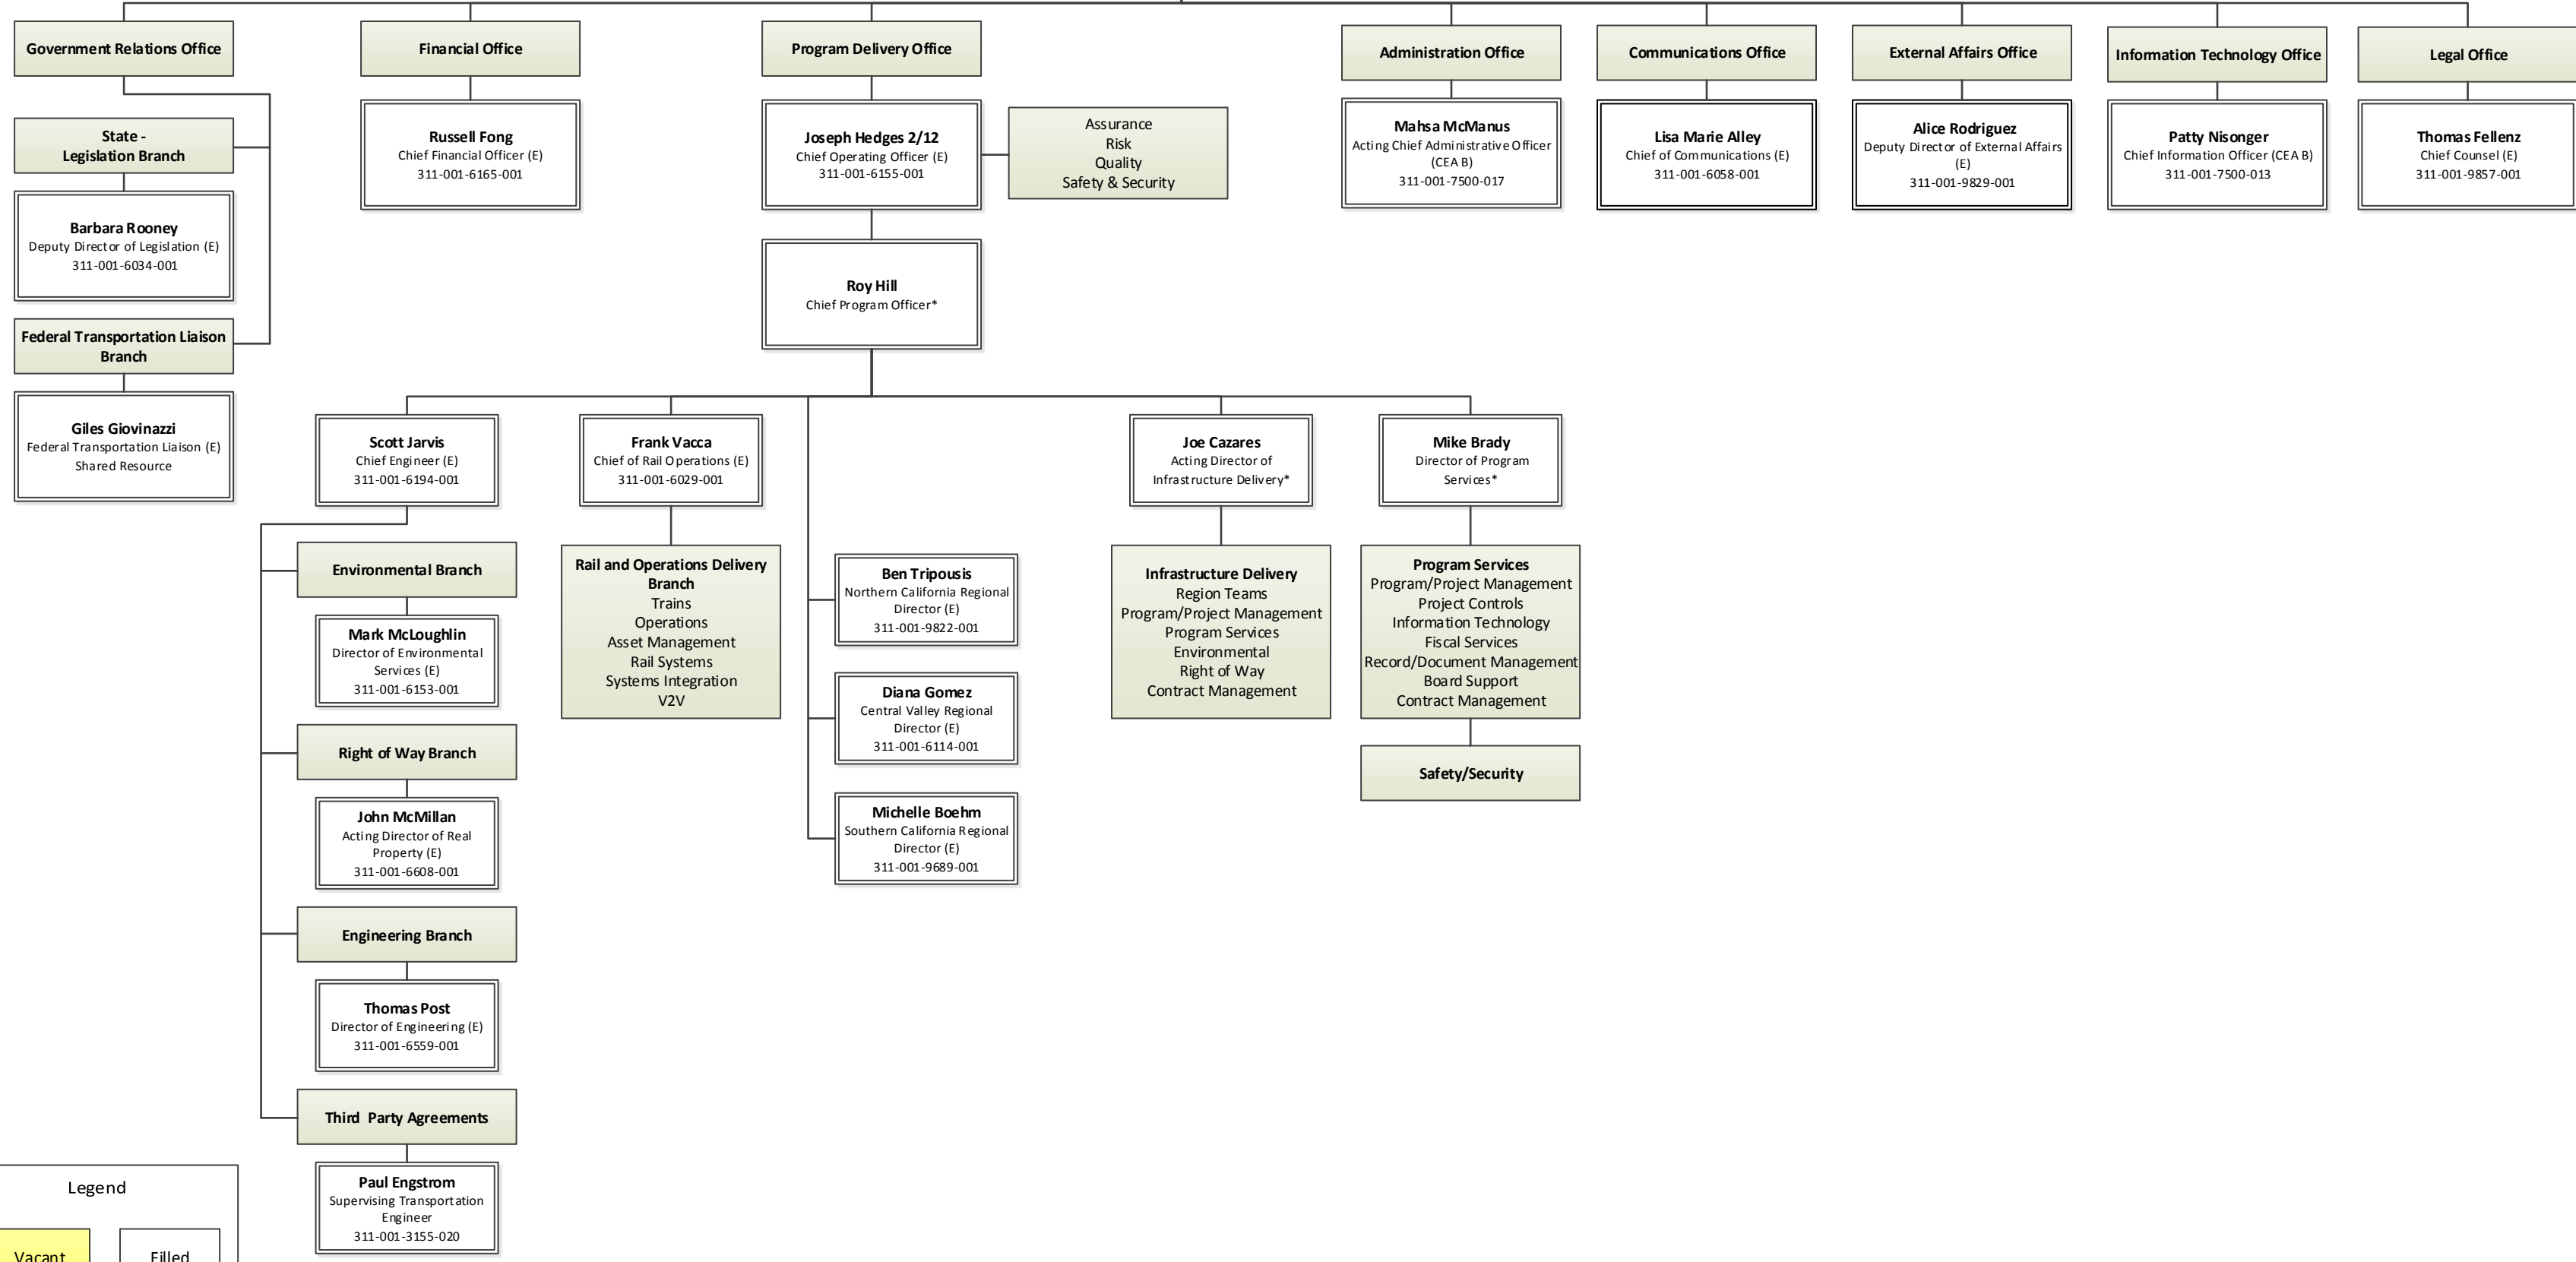 Government Relations Office
Financial Office
Program Delivery Office
Administration Office
Communications Office
External Affairs Office
Information Technology Office
Legal Office
State -
Legislation Branch
Barbara Rooney
Deputy Director of Legislation (E)
311-001-6034-001
Federal Transportation Liaison
Branch
Giles Giovinazzi
Federal Transportation Liaison (E)
Shared Resource
Russell Fong
Chief Financial Officer (E)
311-001-6165-001
Joseph Hedges 2/12
Chief Operating Officer (E)
311-001-6155-001
Assurance
Risk
Quality
Safety & Security
Roy Hill
Chief Program Officer*
Mahsa McManus
Acting Chief Administrative Officer
(CEA B)
311-001-7500-017
Lisa Marie Alley
Chief of Communications (E)
311-001-6058-001
Alice Rodriguez
Deputy Director of External Affairs
(E)
311-001-9829-001
Patty Nisonger
Chief Information Officer (CEA B)
311-001-7500-013
Thomas Fellenz
Chief Counsel (E)
311-001-9857-001
Scott Jarvis
Chief Engineer (E)
311-001-6194-001
Environmental Branch
Mark McLoughlin
Director of Environmental
Services (E)
311-001-6153-001
Right of Way Branch
John McMillan
Acting Director of Real
Property (E)
311-001-6608-001
Engineering Branch
Thomas Post
Director of Engineering (E)
311-001-6559-001
Third Party Agreements
Paul Engstrom
Supervising Transportation
Engineer
311-001-3155-020
Frank Vacca
Chief of Rail Operations (E)
311-001-6029-001
Rail and Operations Delivery
Branch
Trains
Operations
Asset Management
Rail Systems
Systems Integration
V2V
Ben Tripousis
Northern California Regional
Director (E)
311-001-9822-001
Diana Gomez
Central Valley Regional
Director (E)
311-001-6114-001
Michelle Boehm
Southern California Regional
Director (E)
311-001-9689-001
Joe Cazares
Acting Director of
Infrastructure Delivery*
Infrastructure Delivery
Region Teams
Program/Project Management
Program Services
Environmental
Right of Way
Contract Management
Mike Brady
Director of Program
Services*
Program Services
Program/Project Management
Project Controls
Information Technology
Fiscal Services
Record/Document Management
Board Support
Contract Management
Safety/Security
Legend
Vacant
Filled